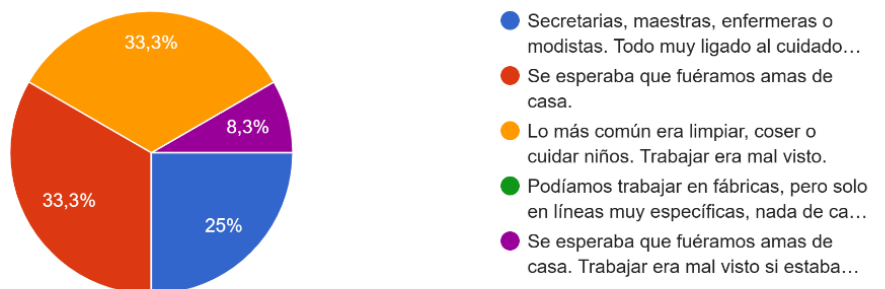 33,3%
8,3%
33,3%
25%
Secretarias, maestras, enfermeras o
modistas. Todo muy ligado al cuidado…
Se esperaba que fuéramos amas de
casa.
Lo más común era limpiar, coser o
cuidar niños. Trabajar era mal visto.
Podíamos trabajar en fábricas, pero solo
en líneas muy específicas, nada de ca…
Se esperaba que fuéramos amas de
casa. Trabajar era mal visto si estaba…